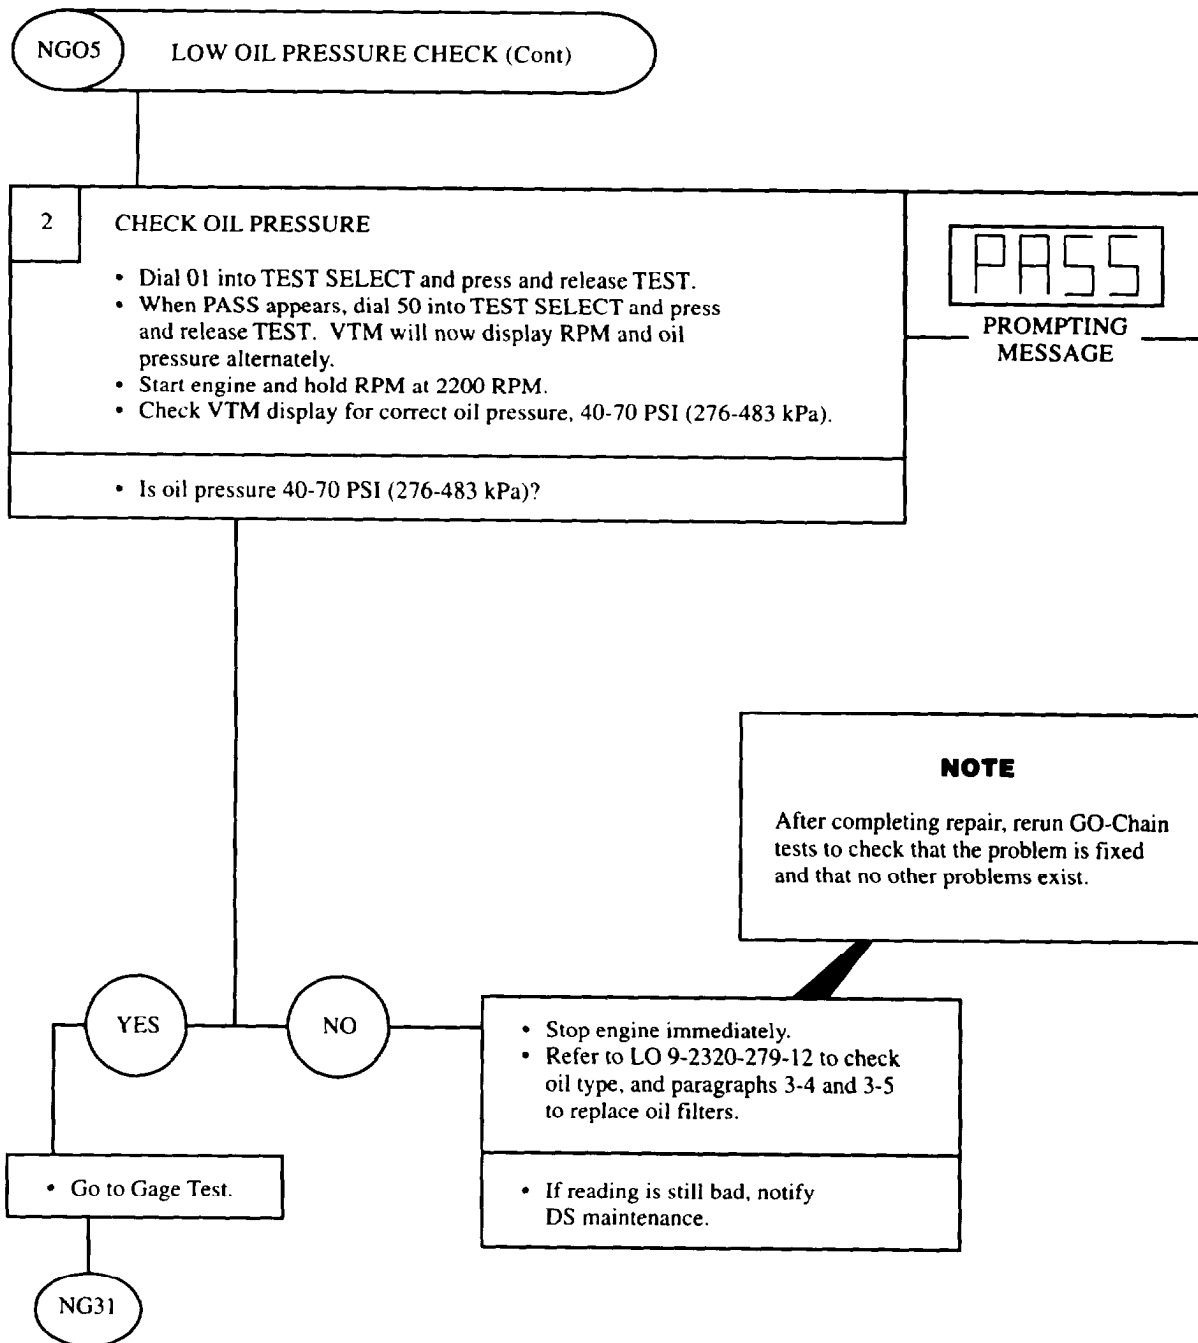 NGO5
LOW OIL PRESSURE CHECK (Cont)
2
CHECK OIL PRESSURE
• Dial 01 into TEST SELECT and press and release TEST.
• When PASS appears, dial 50 into TEST SELECT and press
and release TEST. VTM will now display RPM and oil
pressure alternately.
• Start engine and hold RPM at 2200 RPM.
• Check VTM display for correct oil pressure, 40-70 PSI (276-483 kPa).
• Is oil pressure 40-70 PSI (276-483 kPa)?
PASS
PROMPTING
MESSAGE
NOTE
After completing repair, rerun GO-Chain
tests to check that the problem is fixed
and that no other problems exist.
YES
NO
• Stop engine immediately.
• Refer to LO 9-2320-279-12 to check
oil type, and paragraphs 3-4 and 3-5
to replace oil filters.
• If reading is still bad, notify
DS maintenance.
• Go to Gage Test.
NG31